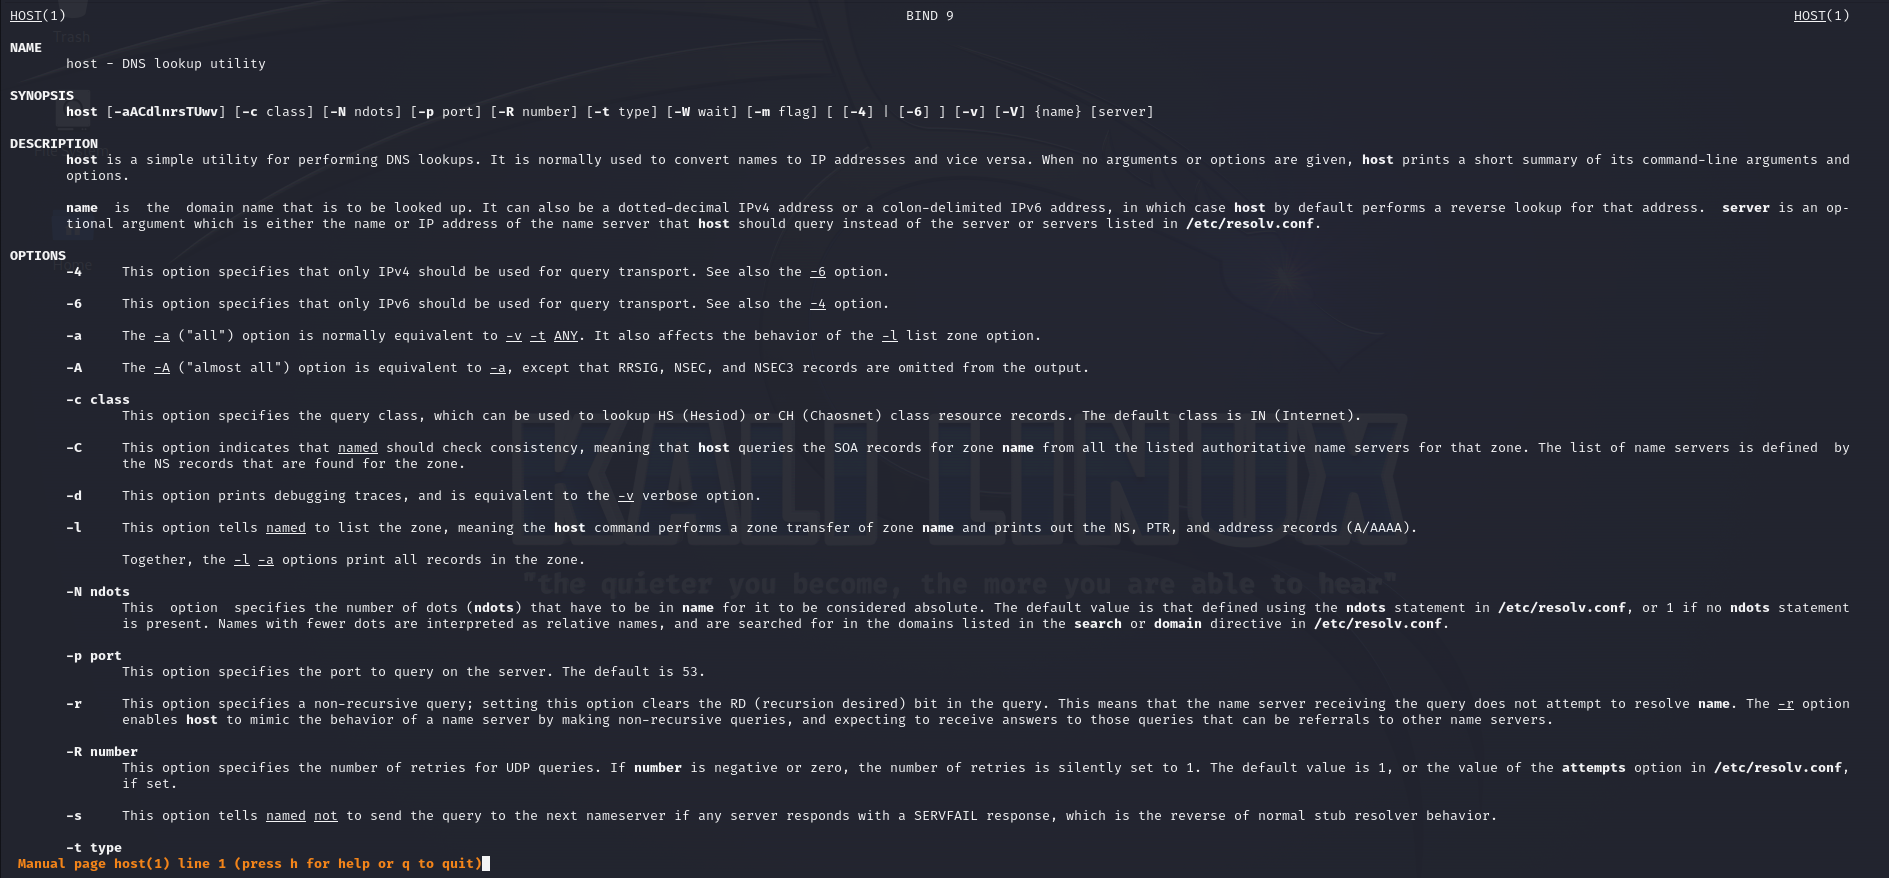 HOST(1) BIND 9 HOST(1)
NAME
host - DNS lookup utility
SYNOPSIS
host [-aACdlnrsTUwv] [-c class] [-N ndots] [-p port] [-R number] [-t type] [-W wait] [-m flag] [ [-4] | [-6] ] [-v] [-V] {name} [server]
DESCRIPTION
host is a simple utility for performing DNS lookups. It is normally used to convert names to IP addresses and vice versa. When no arguments or options are given, host prints a short summary of its command-line arguments and
options.
name is the domain name that is to be looked up. It can also be a dotted-decimal IPv4 address or a colon-delimited IPv6 address, in which case host by default performs a reverse lookup for that address. server is an op-
tional argument which is either the name or IP address of the name server that host should query instead of the server or servers listed in /etc/resolv.conf.
OPTIONS
-4 This option specifies that only IPv4 should be used for query transport. See also the -6 option.
-6 This option specifies that only IPv6 should be used for query transport. See also the -4 option.
-a The -a ("all") option is normally equivalent to -v -t ANY. It also affects the behavior of the -l list zone option.
-A The -A ("almost all") option is equivalent to -a, except that RRSIG, NSEC, and NSEC3 records are omitted from the output.
-c class
This option specifies the query class, which can be used to lookup HS (Hesiod) or CH (Chaosnet) class resource records. The default class is IN (Internet).
-C This option indicates that named should check consistency, meaning that host queries the SOA records for zone name from all the listed authoritative name servers for that zone. The list of name servers is defined by
the NS records that are found for the zone.
-d This option prints debugging traces, and is equivalent to the -v verbose option.
-l This option tells named to list the zone, meaning the host command performs a zone transfer of zone name and prints out the NS, PTR, and address records (A/AAAA).
Together, the -l -a options print all records in the zone.
-N ndots
This option specifies the number of dots (ndots) that have to be in name for it to be considered absolute. The default value is that defined using the ndots statement in /etc/resolv.conf, or 1 if no ndots statement
is present. Names with fewer dots are interpreted as relative names, and are searched for in the domains listed in the search or domain directive in /etc/resolv.conf.
-p port
This option specifies the port to query on the server. The default is 53.
-r This option specifies a non-recursive query; setting this option clears the RD (recursion desired) bit in the query. This means that the name server receiving the query does not attempt to resolve name. The -r option
enables host to mimic the behavior of a name server by making non-recursive queries, and expecting to receive answers to those queries that can be referrals to other name servers.
-R number
This option specifies the number of retries for UDP queries. If number is negative or zero, the number of retries is silently set to 1. The default value is 1, or the value of the attempts option in /etc/resolv.conf,
if set.
-s This option tells named not to send the query to the next nameserver if any server responds with a SERVFAIL response, which is the reverse of normal stub resolver behavior.
-t type
Manual page host(1) line 1 (press h for help or q to quit)
Trash
Home
KALI LINUX
"the quieter you become, the more you are able to hear"